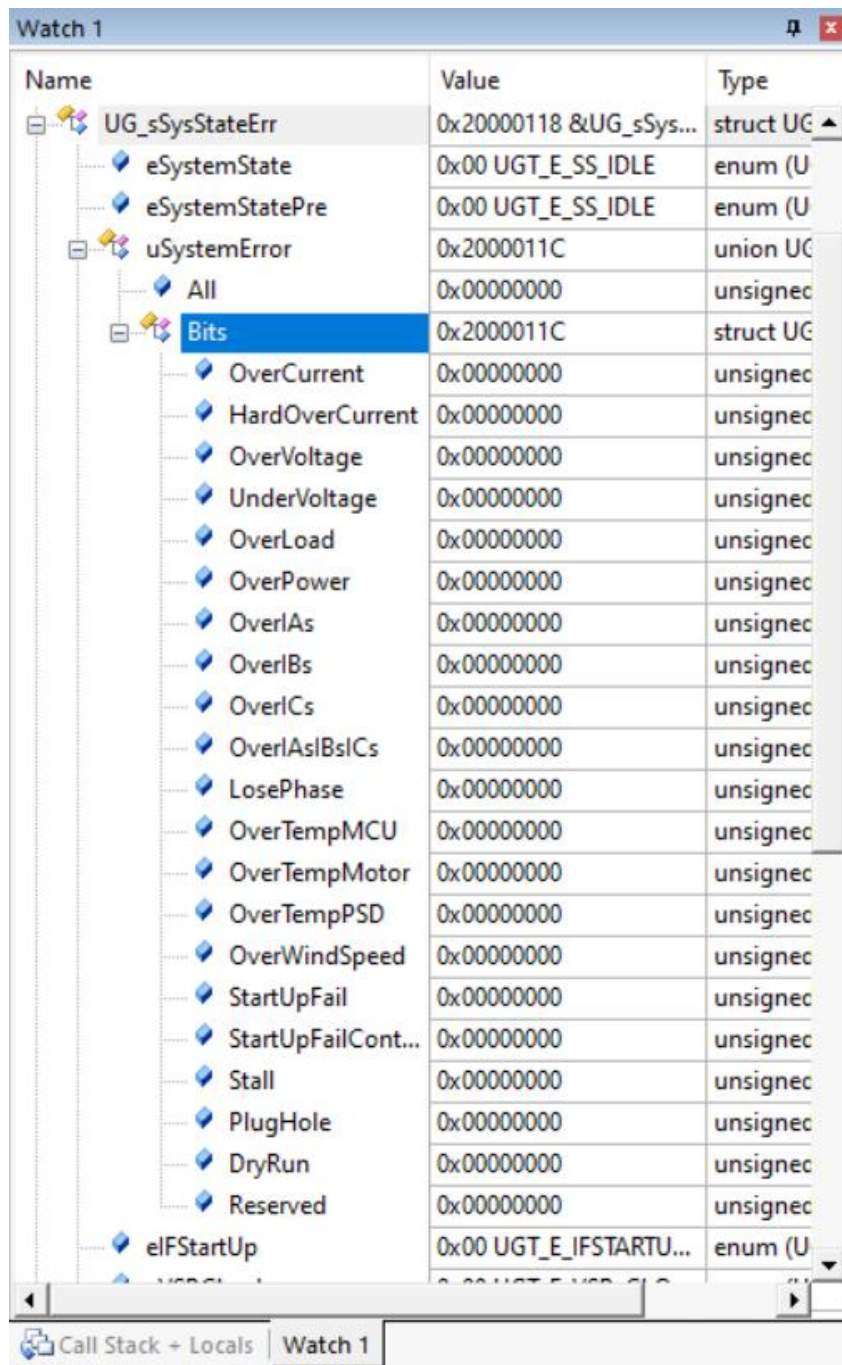 Watch 1
Name Value Type
UG_sSysStateErr 0x20000118 &UG_sSys... struct UG
eSystemState 0x00 UGT_E_SS_IDLE enum (U
eSystemStatePre 0x00 UGT_E_SS_IDLE enum (U
uSystemError 0x2000011C union UG
All 0x00000000 unsigned
Bits 0x2000011C struct UG
OverCurrent 0x00000000 unsigned
HardOverCurrent 0x00000000 unsigned
OverVoltage 0x00000000 unsigned
UnderVoltage 0x00000000 unsigned
OverLoad 0x00000000 unsigned
OverPower 0x00000000 unsigned
OverIAs 0x00000000 unsigned
OverIBs 0x00000000 unsigned
OverICs 0x00000000 unsigned
OverIAsIBsICs 0x00000000 unsigned
LosePhase 0x00000000 unsigned
OverTempMCU 0x00000000 unsigned
OverTempMotor 0x00000000 unsigned
OverTempPSD 0x00000000 unsigned
OverWindSpeed 0x00000000 unsigned
StartUpFail 0x00000000 unsigned
StartUpFailCont... 0x00000000 unsigned
Stall 0x00000000 unsigned
PlugHole 0x00000000 unsigned
DryRun 0x00000000 unsigned
Reserved 0x00000000 unsigned
eIFStartUp 0x00 UGT_E_IFSTARTU... enum (U
Call Stack + Locals Watch 1